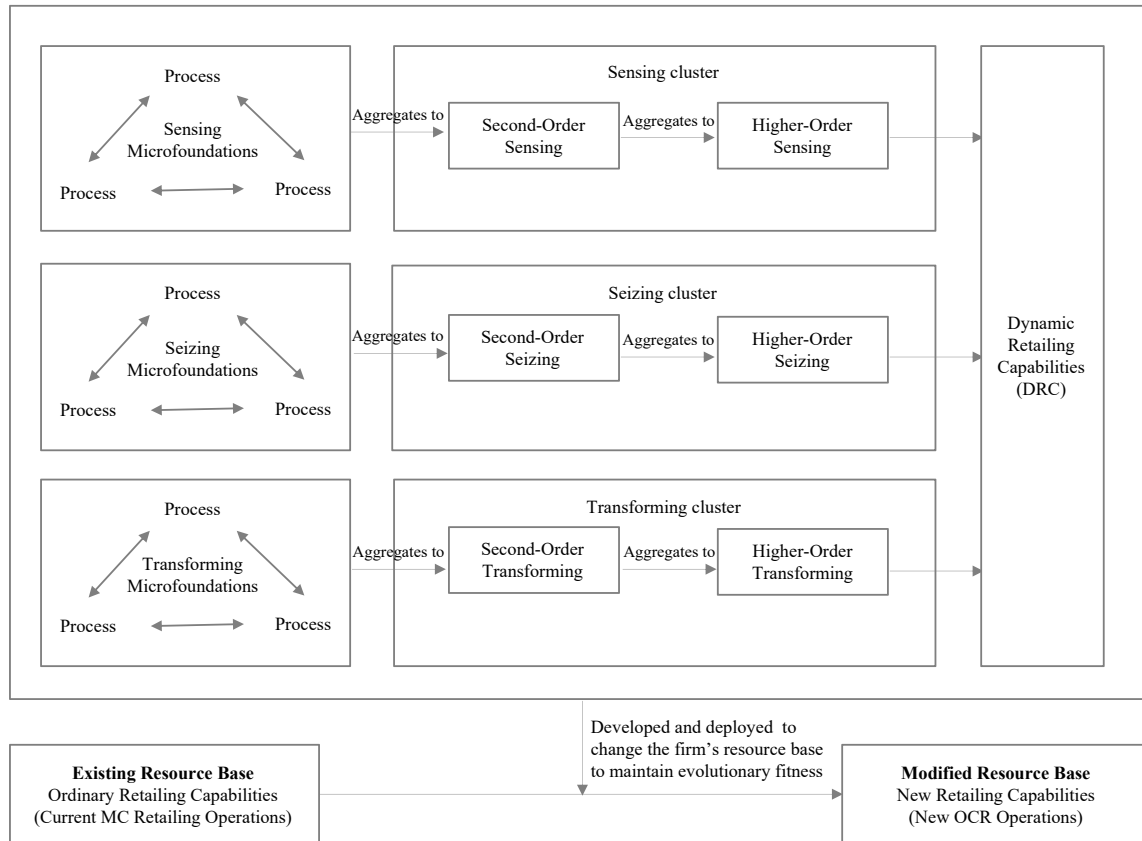 Process
Sensing
Microfoundations
Process
Process
Aggregates to
Sensing cluster
Second-Order
Sensing
Aggregates to
Higher-Order
Sensing
Process
Seizing
Microfoundations
Process
Process
Aggregates to
Seizing cluster
Second-Order
Seizing
Aggregates to
Higher-Order
Seizing
Process
Transforming
Microfoundations
Process
Process
Aggregates to
Transforming cluster
Second-Order
Transforming
Aggregates to
Higher-Order
Transforming
Dynamic
Retailing
Capabilities
(DRC)
Developed and deployed to
change the firm's resource base
to maintain evolutionary fitness
Existing Resource Base
Ordinary Retailing Capabilities
(Current MC Retailing Operations)
Modified Resource Base
New Retailing Capabilities
(New OCR Operations)